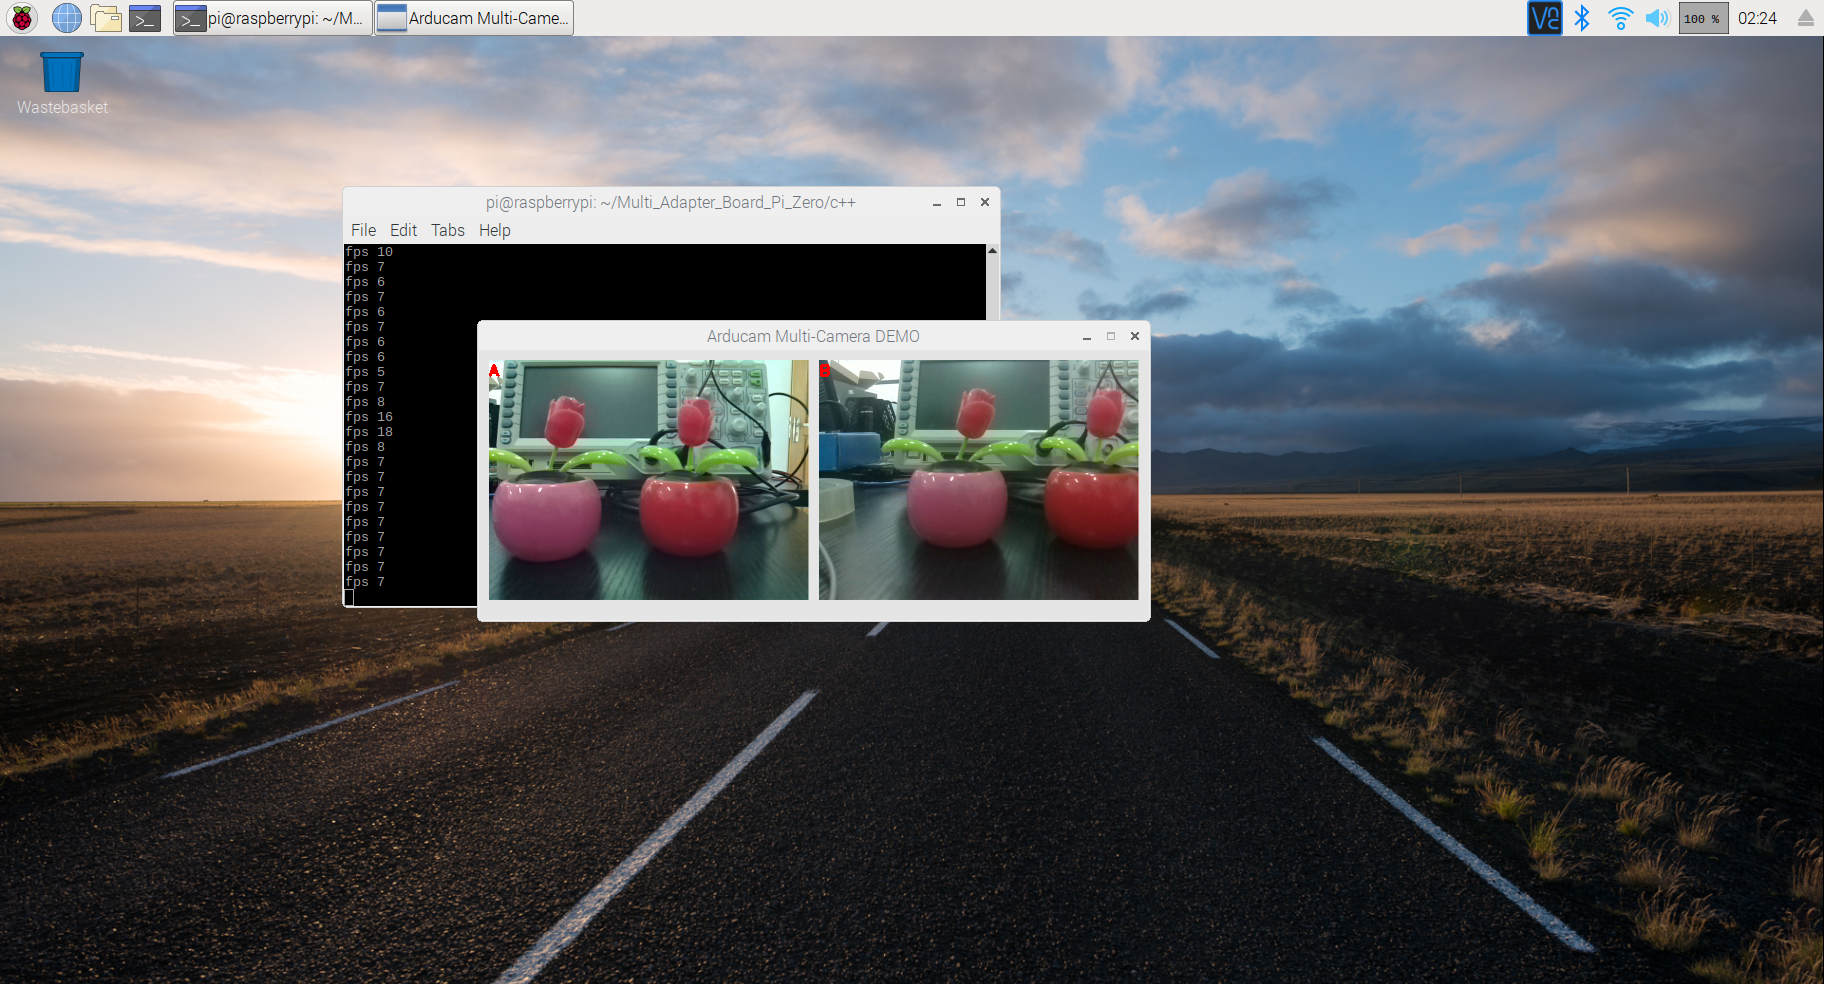 pi@raspberrypi: ~/M...
Arducam Multi-Came...
100 %
02:24
Wastebasket
pi@raspberrypi: ~/Multi_Adapter_Board_Pi_Zero/c++
File Edit Tabs Help
fps 10
fps 7
fps 6
fps 7
fps 6
fps 7
fps 6
fps 6
fps 5
fps 7
fps 8
fps 16
fps 18
fps 8
fps 7
fps 7
fps 7
fps 7
fps 7
fps 7
fps 7
fps 7
fps 7
Arducam Multi-Camera DEMO
A
B